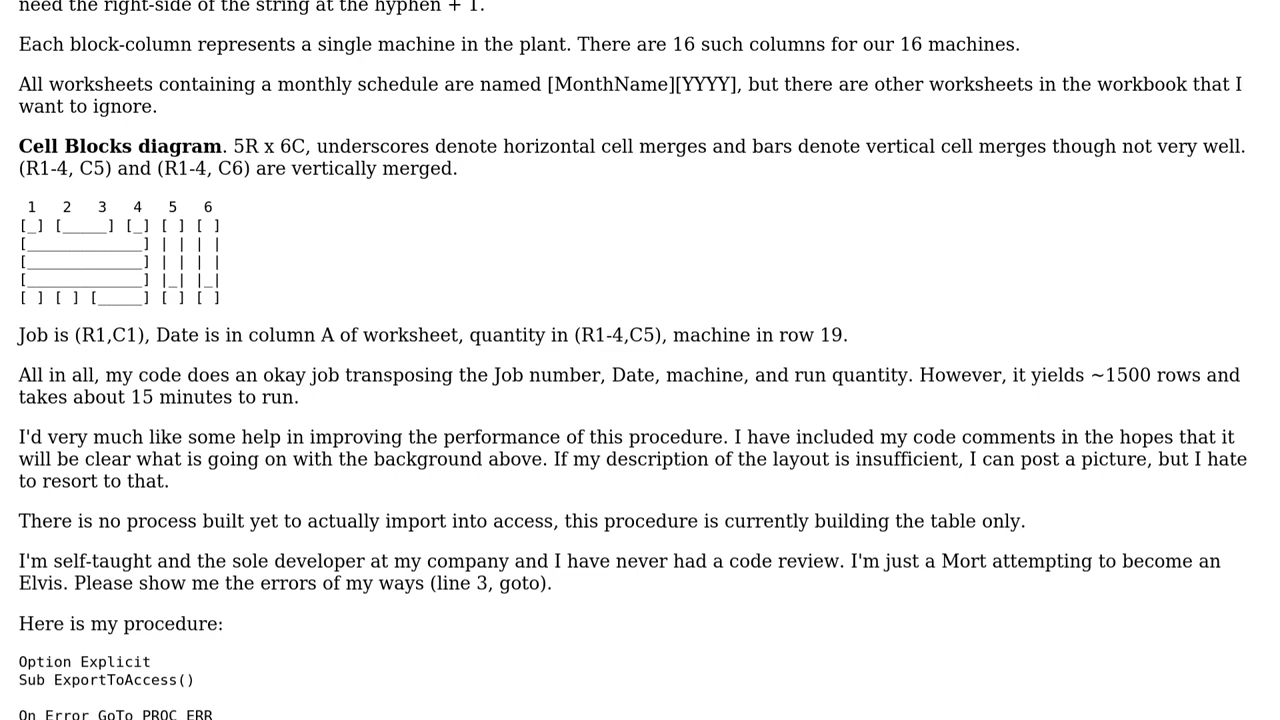 need the right-side of the string at the hyphen + 1.
Each block-column represents a single machine in the plant. There are 16 such columns for our 16 machines.
All worksheets containing a monthly schedule are named [MonthName][YYYY], but there are other worksheets in the workbook that I
want to ignore.
Cell Blocks diagram. 5R x 6C, underscores denote horizontal cell merges and bars denote vertical cell merges though not very well.
(R1-4, C5) and (R1-4, C6) are vertically merged.
 1   2   3   4   5   6
[_] [_____] [_] [ ] [ ]
[_____________] | | | |
[_____________] | | | |
[_____________] |_| |_|
[ ] [ ] [_____] [ ] [ ]
Job is (R1,C1), Date is in column A of worksheet, quantity in (R1-4,C5), machine in row 19.
All in all, my code does an okay job transposing the Job number, Date, machine, and run quantity. However, it yields ~1500 rows and
takes about 15 minutes to run.
I'd very much like some help in improving the performance of this procedure. I have included my code comments in the hopes that it
will be clear what is going on with the background above. If my description of the layout is insufficient, I can post a picture, but I hate
to resort to that.
There is no process built yet to actually import into access, this procedure is currently building the table only.
I'm self-taught and the sole developer at my company and I have never had a code review. I'm just a Mort attempting to become an
Elvis. Please show me the errors of my ways (line 3, goto).
Here is my procedure:
Option Explicit
Sub ExportToAccess()
On Error GoTo PROC_ERR